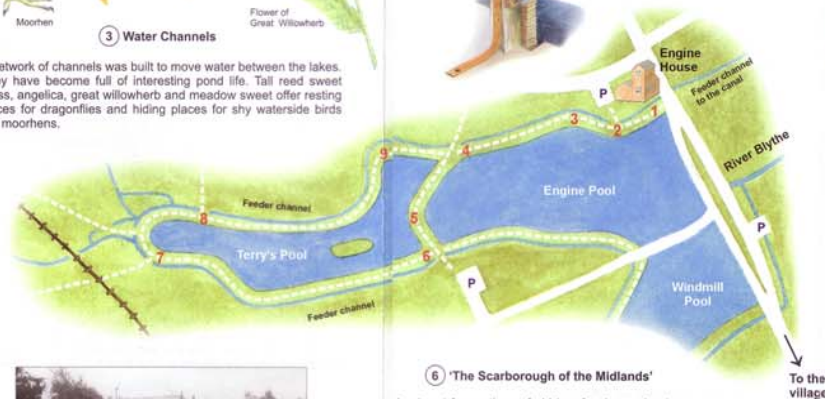 Moorhen
Flower of
Great Willowherb
3 Water Channels
etwork of channels was built to move water between the lakes.
y have become full of interesting pond life. Tall reed sweet
ss, angelica, great willowherb and meadow sweet offer resting
ces for dragonflies and hiding places for shy waterside birds
moorhens.
Engine
House
Feeder channel
to the canal
P
1
2
3
4
9
River Blythe
Engine Pool
Feeder channel
8
5
P
7
Terry's Pool
6
P
Windmill
Pool
Feeder channel
6 'The Scarborough of the Midlands'
To the
village